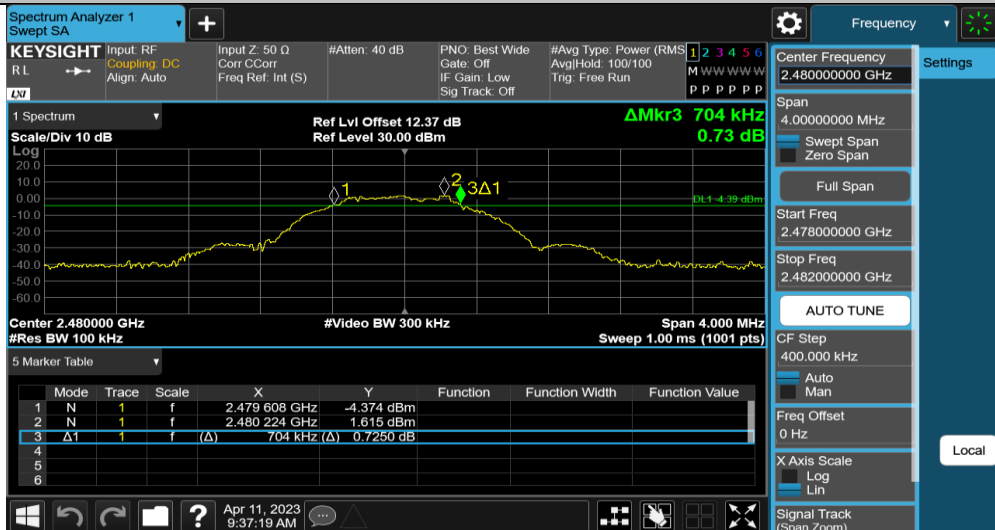 Spectrum Analyzer 1
Swept SA
+
Frequency
KEYSIGHT
R L
LXI
Input: RF
Coupling: DC
Align: Auto
Input Z: 50 Ω
Corr CCorr
Freq Ref: Int (S)
#Atten: 40 dB
PNO: Best Wide
Gate: Off
IF Gain: Low
Sig Track: Off
#Avg Type: Power (RMS
Avg|Hold: 100/100
Trig: Free Run
1 2 3 4 5 6
M W W W W W
P P P P P P
1 Spectrum
Scale/Div 10 dB
Log
Ref Lvl Offset 12.37 dB
Ref Level 30.00 dBm
ΔMkr3 704 kHz
0.73 dB
20.0
10.0
0.00
-10.0
-20.0
-30.0
-40.0
-50.0
-60.0
1
2
3Δ1
DL1 -4.39 dBm
Center 2.480000 GHz
#Video BW 300 kHz
Span 4.000 MHz
#Res BW 100 kHz
Sweep 1.00 ms (1001 pts)
5 Marker Table
Mode Trace Scale X Y Function Function Width Function Value
1 N 1 f 2.479 608 GHz -4.374 dBm
2 N 1 f 2.480 224 GHz 1.615 dBm
3 Δ1 1 f (Δ) 704 kHz (Δ) 0.7250 dB
4
5
6
Center Frequency
2.480000000 GHz
Settings
Span
4.00000000 MHz
Swept Span
Zero Span
Full Span
Start Freq
2.478000000 GHz
Stop Freq
2.482000000 GHz
AUTO TUNE
CF Step
400.000 kHz
Auto
Man
Freq Offset
0 Hz
Local
X Axis Scale
Log
Lin
Signal Track
(Span Zoom)
?
Apr 11, 2023
9:37:19 AM